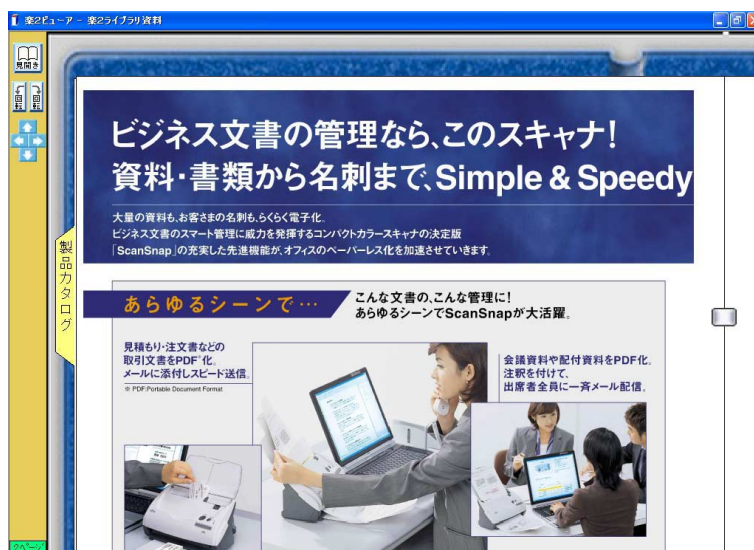 楽2ビューア - 楽2ライブラリ資料
見開き
回転
回転
製品カタログ
ビジネス文書の管理なら、このスキャナ!
資料・書類から名刺まで、Simple & Speedy
大量の資料も、お客さまの名刺も、らくらく電子化。
ビジネス文書のスマート管理に威力を発揮するコンパクトカラースキャナの決定版
「ScanSnap」の充実した先進機能が、オフィスのペーパーレス化を加速させていきます。
あらゆるシーンで…
こんな文書の、こんな管理に!
あらゆるシーンでScanSnapが大活躍。
見積もり・注文書などの
取引文書をPDF*化。
メールに添付しスピード送信。
※ PDF:Portable Document Format
会議資料や配付資料をPDF化。
注釈を付けて、
出席者全員に一斉メール配信。